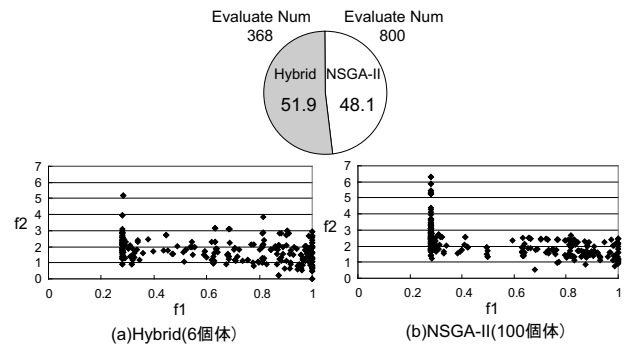 Evaluate Num Evaluate Num
368 800
Hybrid NSGA-II
51.9 48.1
7 7
6 6
5 5
4 4
f2 3 f2 3
2 2
1 1
0 0
0 0.2 0.4 0.6 0.8 1 0 0.2 0.4 0.6 0.8 1
f1 f1
(a)Hybrid(6個体) (b)NSGA-II(100個体)